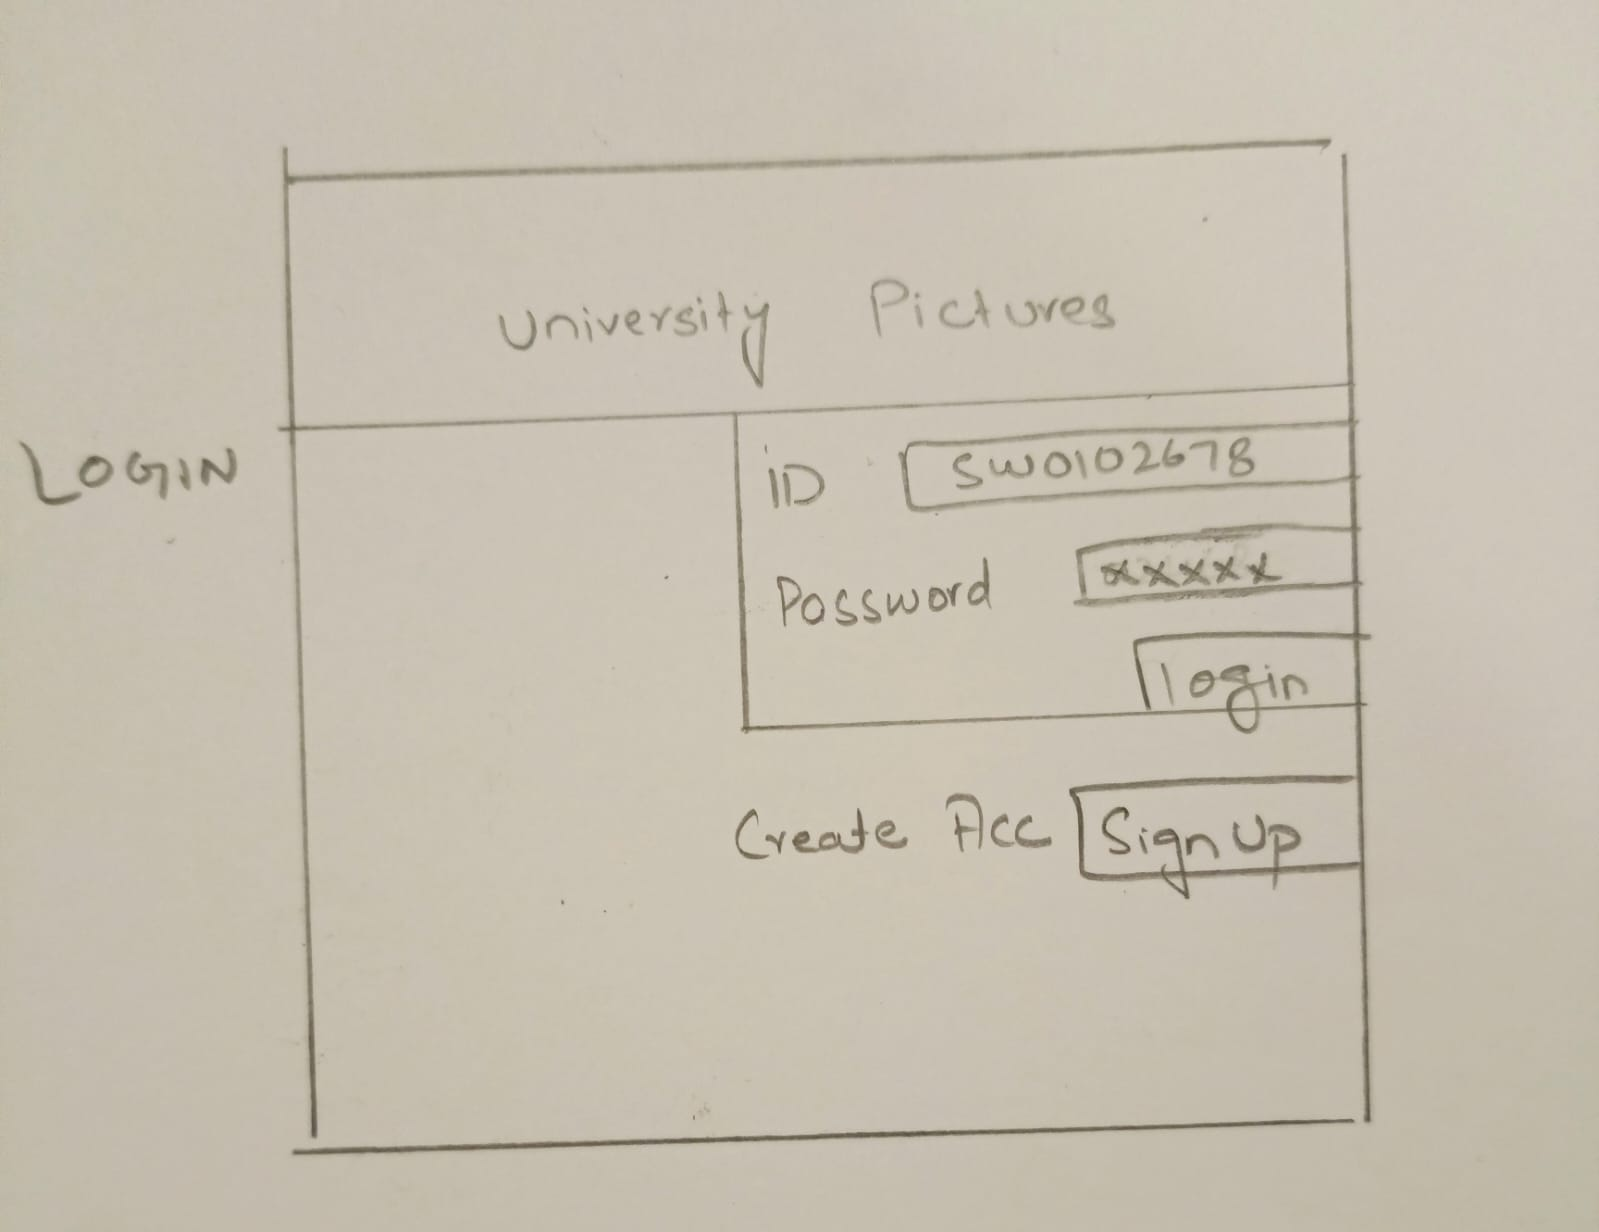 University Pictures
LOGIN
ID SW0102678
Password xxxxx
login
Create Acc Sign Up